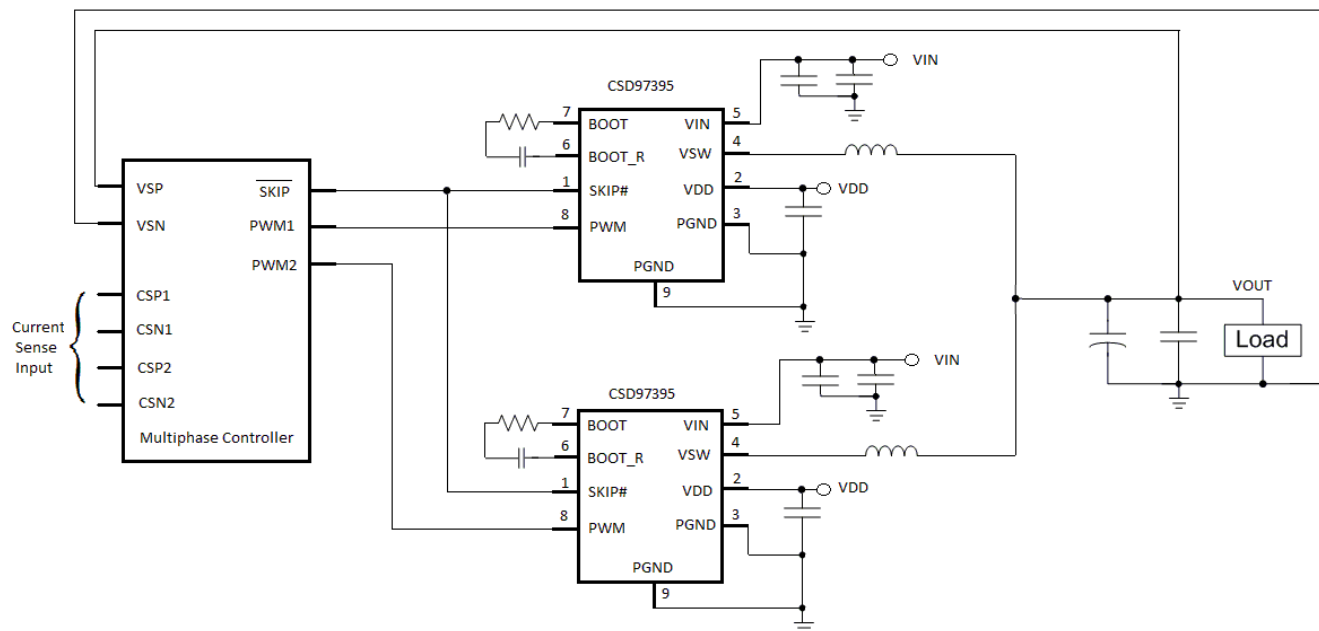 CSD97395
VIN
7
BOOT
VIN
5
6
BOOT_R
VSW
4
VSP
SKIP
1
SKIP#
VDD
2
VDD
VSN
PWM1
8
PWM
PGND
3
PWM2
PGND
9
CSP1
VOUT
Current
Sense
Input
CSN1
Load
CSP2
VIN
CSN2
CSD97395
Multiphase Controller
7
BOOT
VIN
5
6
BOOT_R
VSW
4
1
SKIP#
VDD
2
VDD
8
PWM
PGND
3
PGND
9